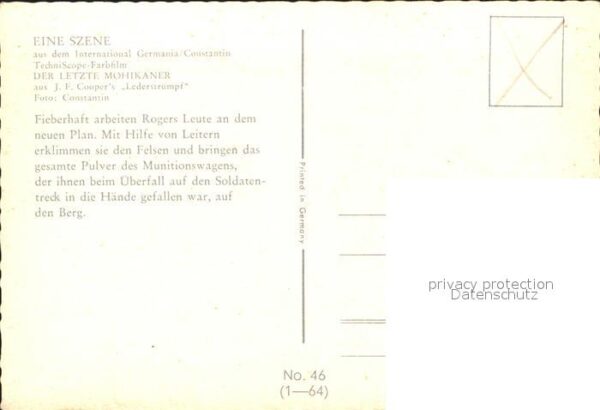 EINE SZENE
aus dem International Germania/Constantin
TechniScope-Farbfilm
DER LETZTE MOHIKANER
aus J. F. Cooper's „Lederstrumpf"
Foto: Constantin
Fieberhaft arbeiten Rogers Leute an dem
neuen Plan. Mit Hilfe von Leitern
erklimmen sie den Felsen und bringen das
gesamte Pulver des Munitionswagens,
der ihnen beim Überfall auf den Soldaten-
treck in die Hände gefallen war, auf
den Berg.
Printed in Germany
privacy protection
Datenschutz
No. 46
(1—64)